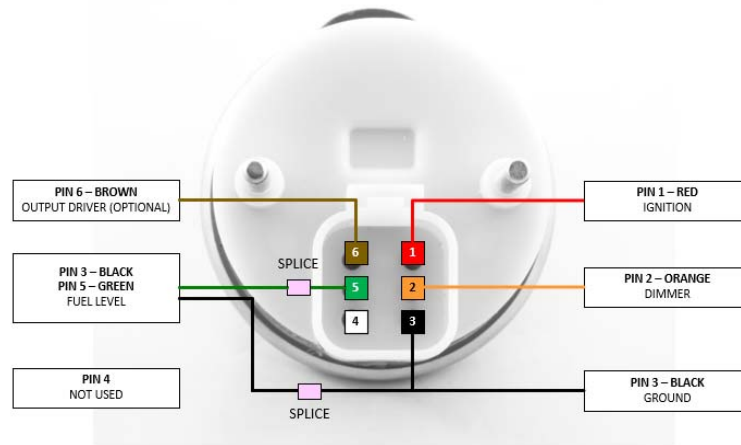 PIN 6 – BROWN
OUTPUT DRIVER (OPTIONAL)
PIN 1 – RED
IGNITION
SPLICE
6
1
PIN 3 – BLACK
PIN 5 – GREEN
FUEL LEVEL
5
2
PIN 2 – ORANGE
DIMMER
4
3
PIN 4
NOT USED
SPLICE
PIN 3 – BLACK
GROUND